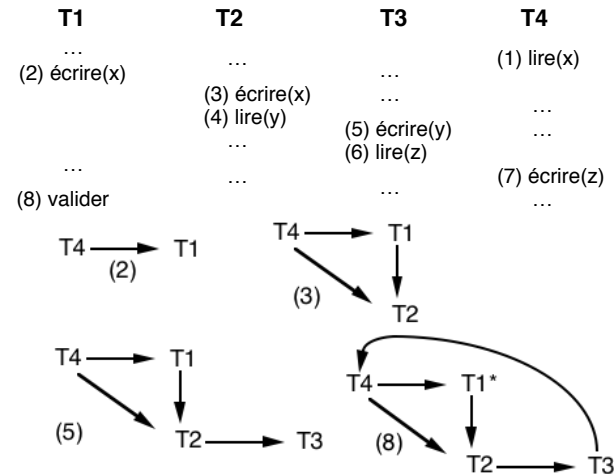 T1 T2 T3 T4
... ... ... (1) lire(x)
(2) écrire(x)
(3) écrire(x) ... ...
(4) lire(y) (5) écrire(y) ...
... (6) lire(z)
... ... (7) écrire(z)
(8) valider ... ...
T4 T1 T4 T1
(2)
(3)
T2
T4 T1 T4 T1*
(5) (8)
T2 T3 T2 T3